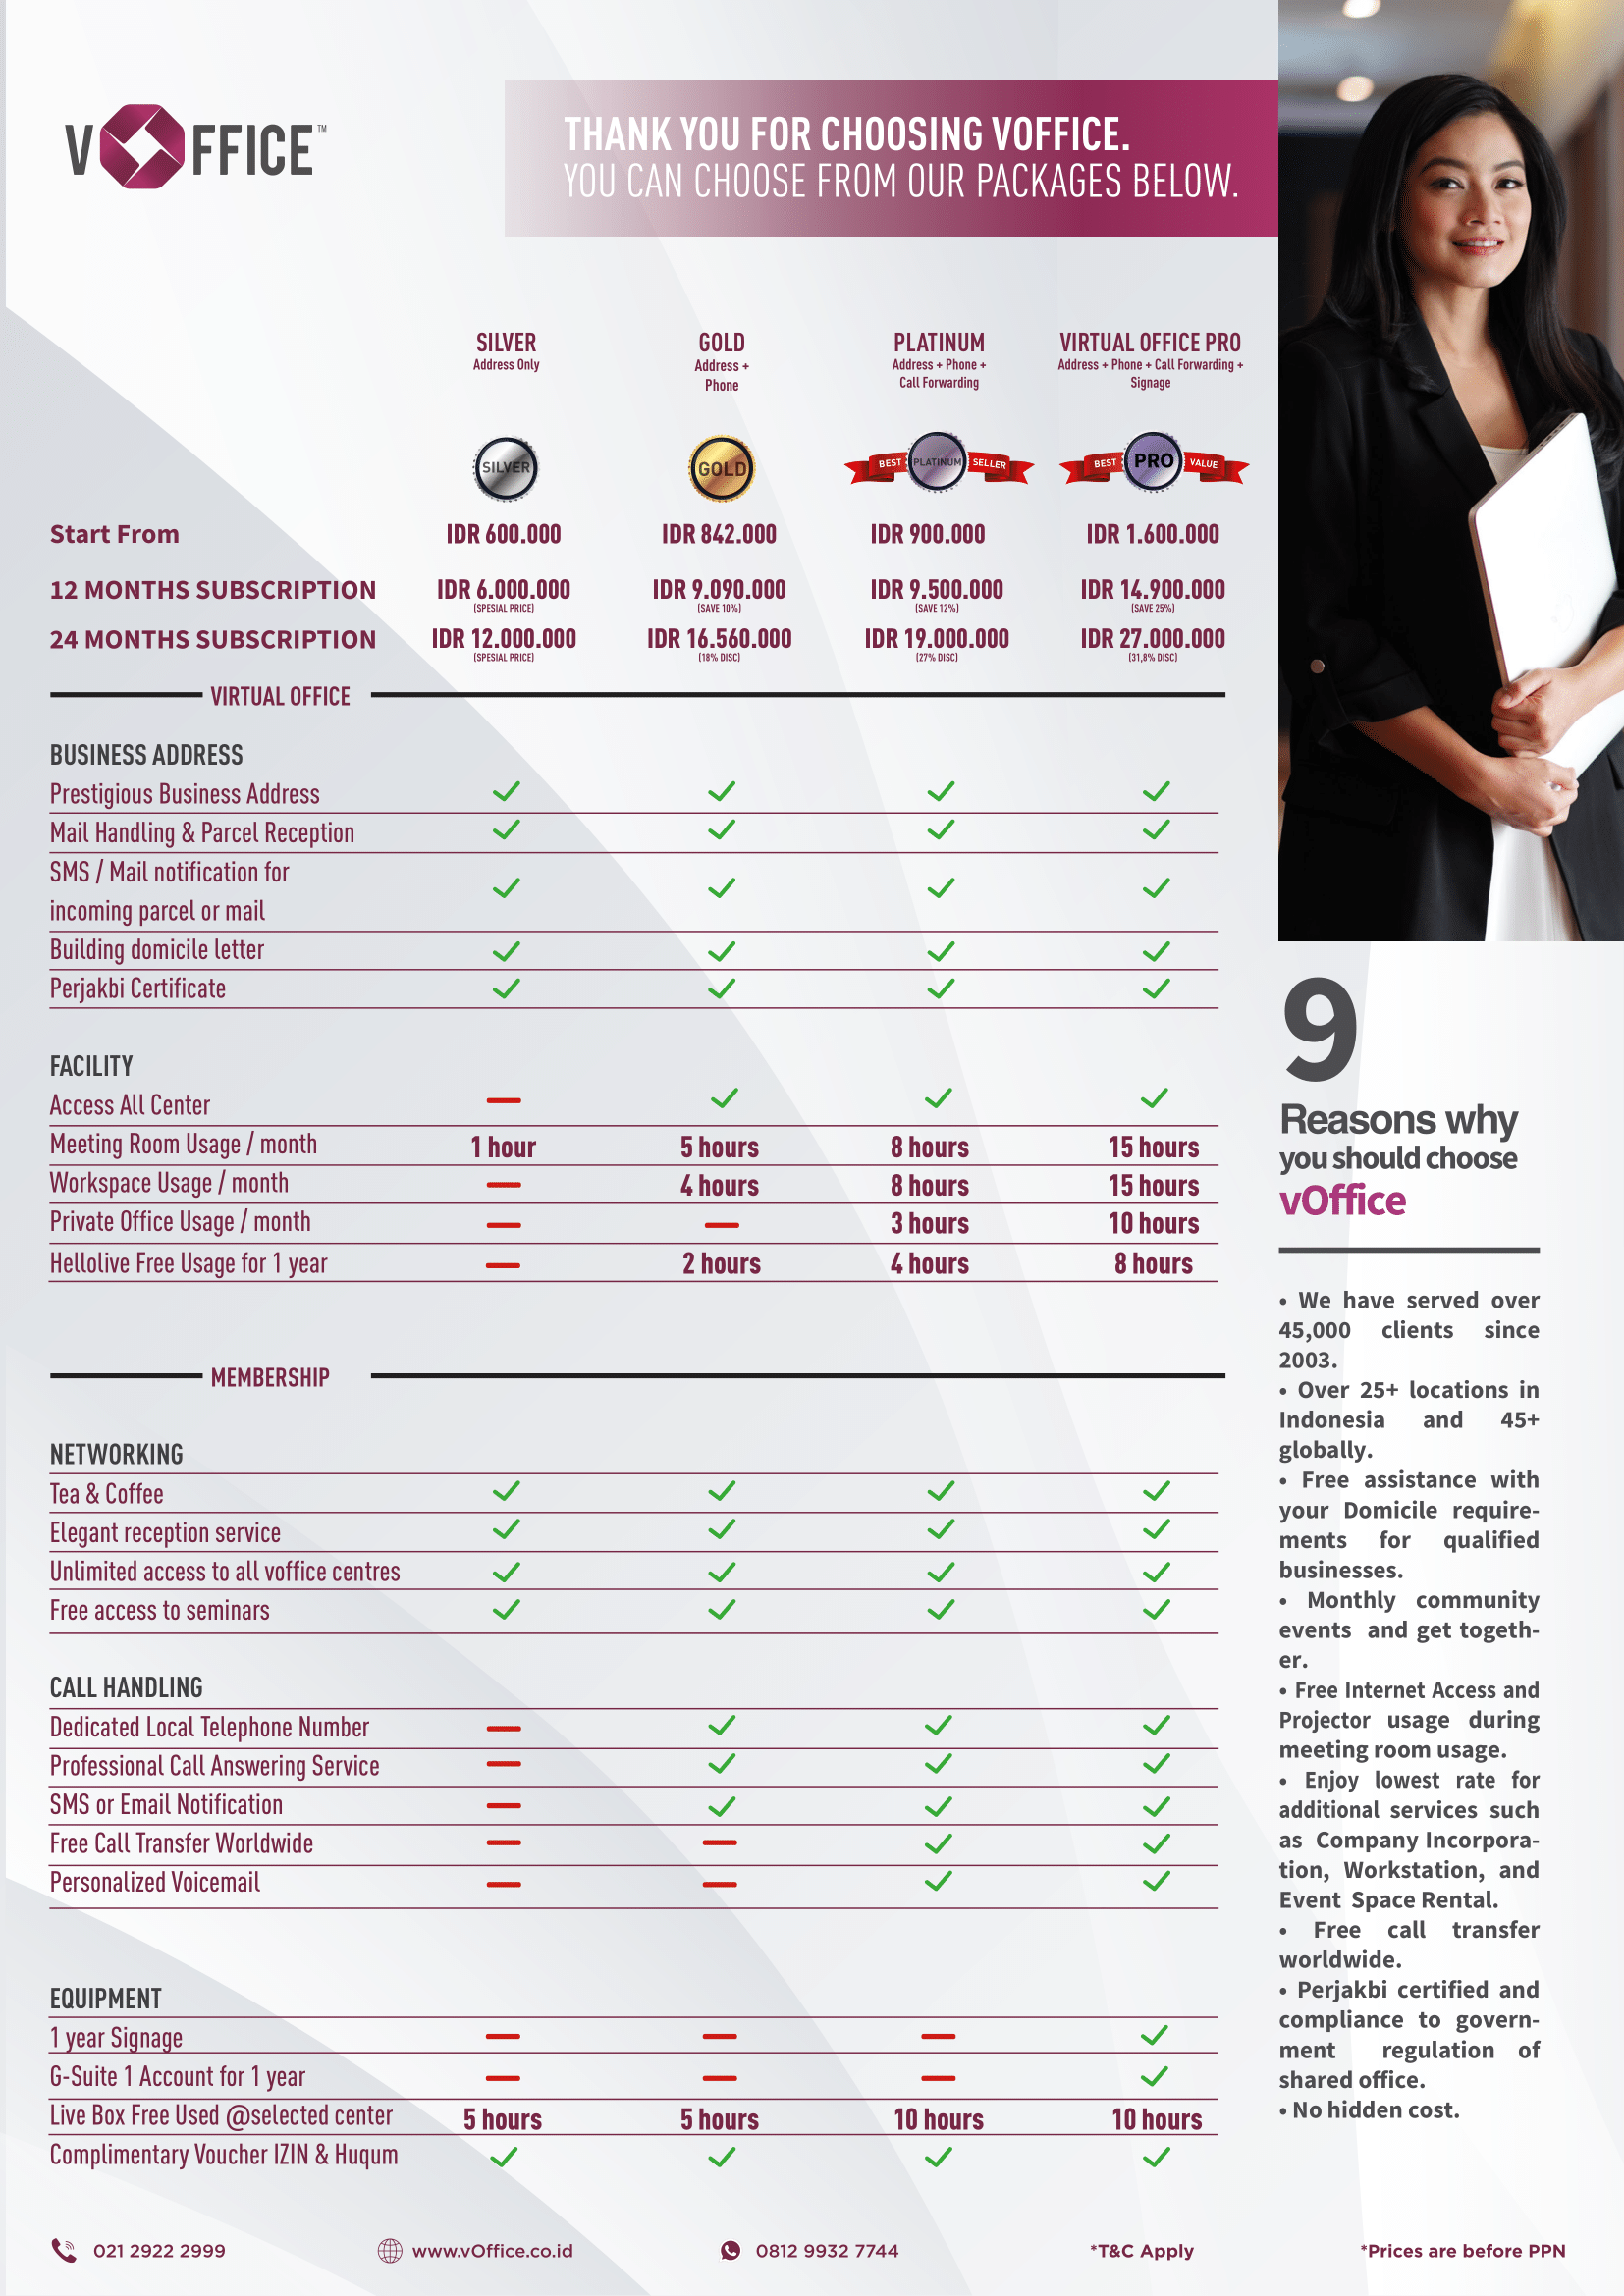 VOFFICE™
THANK YOU FOR CHOOSING VOFFICE.
YOU CAN CHOOSE FROM OUR PACKAGES BELOW.
SILVER GOLD PLATINUM VIRTUAL OFFICE PRO
Address Only Address + Address + Phone + Address + Phone + Call Forwarding +
Phone Call Forwarding Signage
SILVER GOLD BEST PLATINUM SELLER BEST PRO VALUE
Start From IDR 600.000 IDR 842.000 IDR 900.000 IDR 1.600.000
12 MONTHS SUBSCRIPTION IDR 6.000.000 IDR 9.090.000 IDR 9.500.000 IDR 14.900.000
(SPESIAL PRICE) (SAVE 10%) (SAVE 12%) (SAVE 25%)
24 MONTHS SUBSCRIPTION IDR 12.000.000 IDR 16.560.000 IDR 19.000.000 IDR 27.000.000
(SPESIAL PRICE) (18% DISC) (27% DISC) (31,8% DISC)
VIRTUAL OFFICE
BUSINESS ADDRESS
Prestigious Business Address
Mail Handling & Parcel Reception
SMS / Mail notification for
incoming parcel or mail
Building domicile letter
Perjakbi Certificate
FACILITY
Access All Center
Meeting Room Usage / month 1 hour 5 hours 8 hours 15 hours
Workspace Usage / month 4 hours 8 hours 15 hours
Private Office Usage / month 3 hours 10 hours
Hellolive Free Usage for 1 year 2 hours 4 hours 8 hours
MEMBERSHIP
NETWORKING
Tea & Coffee
Elegant reception service
Unlimited access to all voffice centres
Free access to seminars
CALL HANDLING
Dedicated Local Telephone Number
Professional Call Answering Service
SMS or Email Notification
Free Call Transfer Worldwide
Personalized Voicemail
EQUIPMENT
1 year Signage
G-Suite 1 Account for 1 year
Live Box Free Used @selected center 5 hours 5 hours 10 hours 10 hours
Complimentary Voucher IZIN & Huqum
9
Reasons why
you should choose
vOffice
• We have served over
45,000 clients since
2003.
• Over 25+ locations in
Indonesia and 45+
globally.
• Free assistance with
your Domicile require-
ments for qualified
businesses.
• Monthly community
events and get togeth-
er.
• Free Internet Access and
Projector usage during
meeting room usage.
• Enjoy lowest rate for
additional services such
as Company Incorpora-
tion, Workstation, and
Event Space Rental.
• Free call transfer
worldwide.
• Perjakbi certified and
compliance to govern-
ment regulation of
shared office.
• No hidden cost.
021 2922 2999 www.vOffice.co.id 0812 9932 7744 *T&C Apply *Prices are before PPN